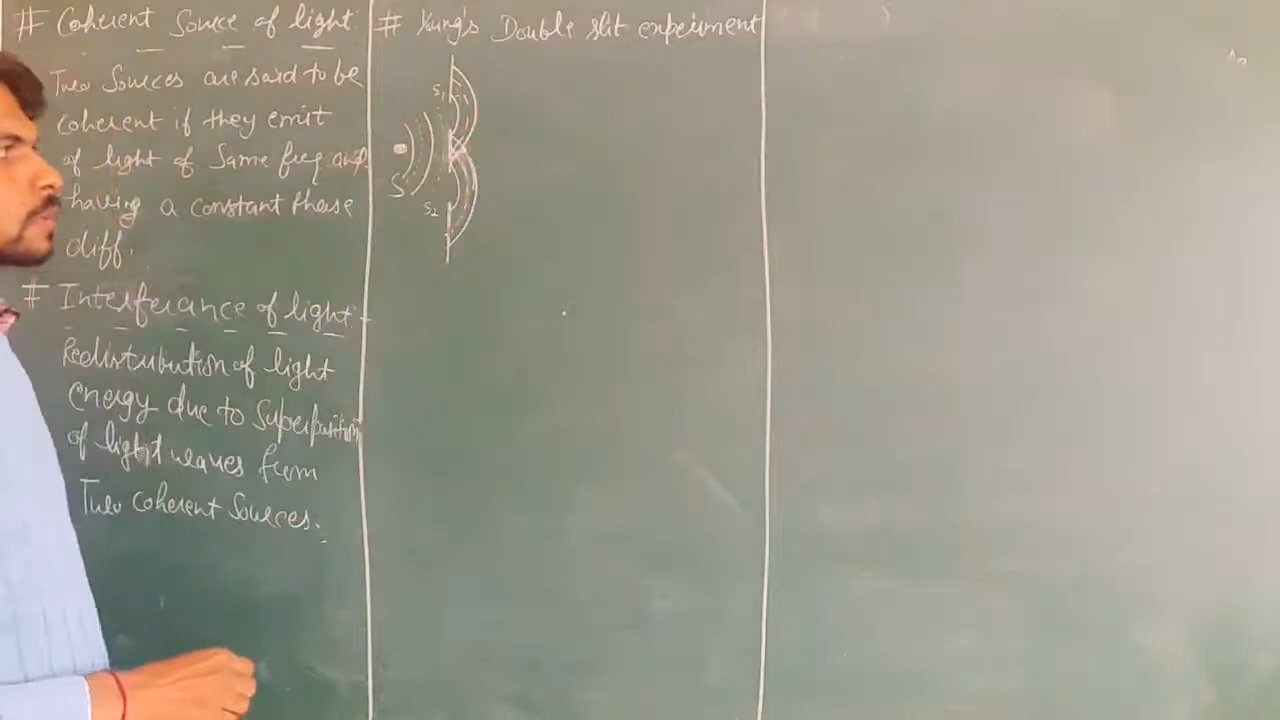 # Coherent Source of light
Two Sources are said to be
coherent if they emit
of light of Same freq and
having a constant Phase
diff.
# Interferance of light -
Redistribution of light
energy due to Superposition
of light waves from
Two Coherent Sources.
# Young's Double slit experiment
S1
S
S2